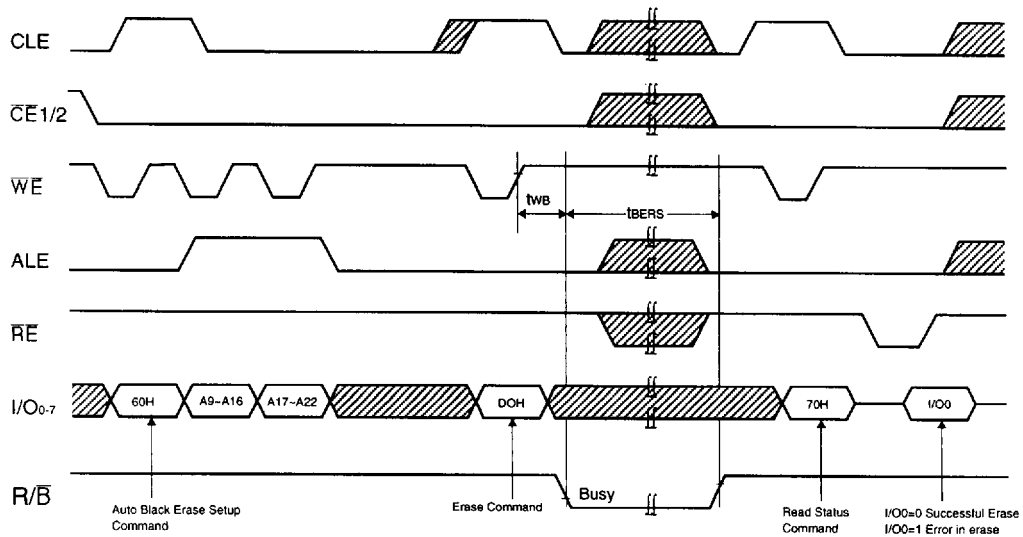 CLE
CE1/2
WE
tWB
tBERS
ALE
RE
I/O0-7
60H
A9~A16
A17~A22
DOH
70H
I/O0
R/B
Busy
Auto Black Erase Setup
Command
Erase Command
Read Status
Command
I/O0=0 Successful Erase
I/O0=1 Error in erase